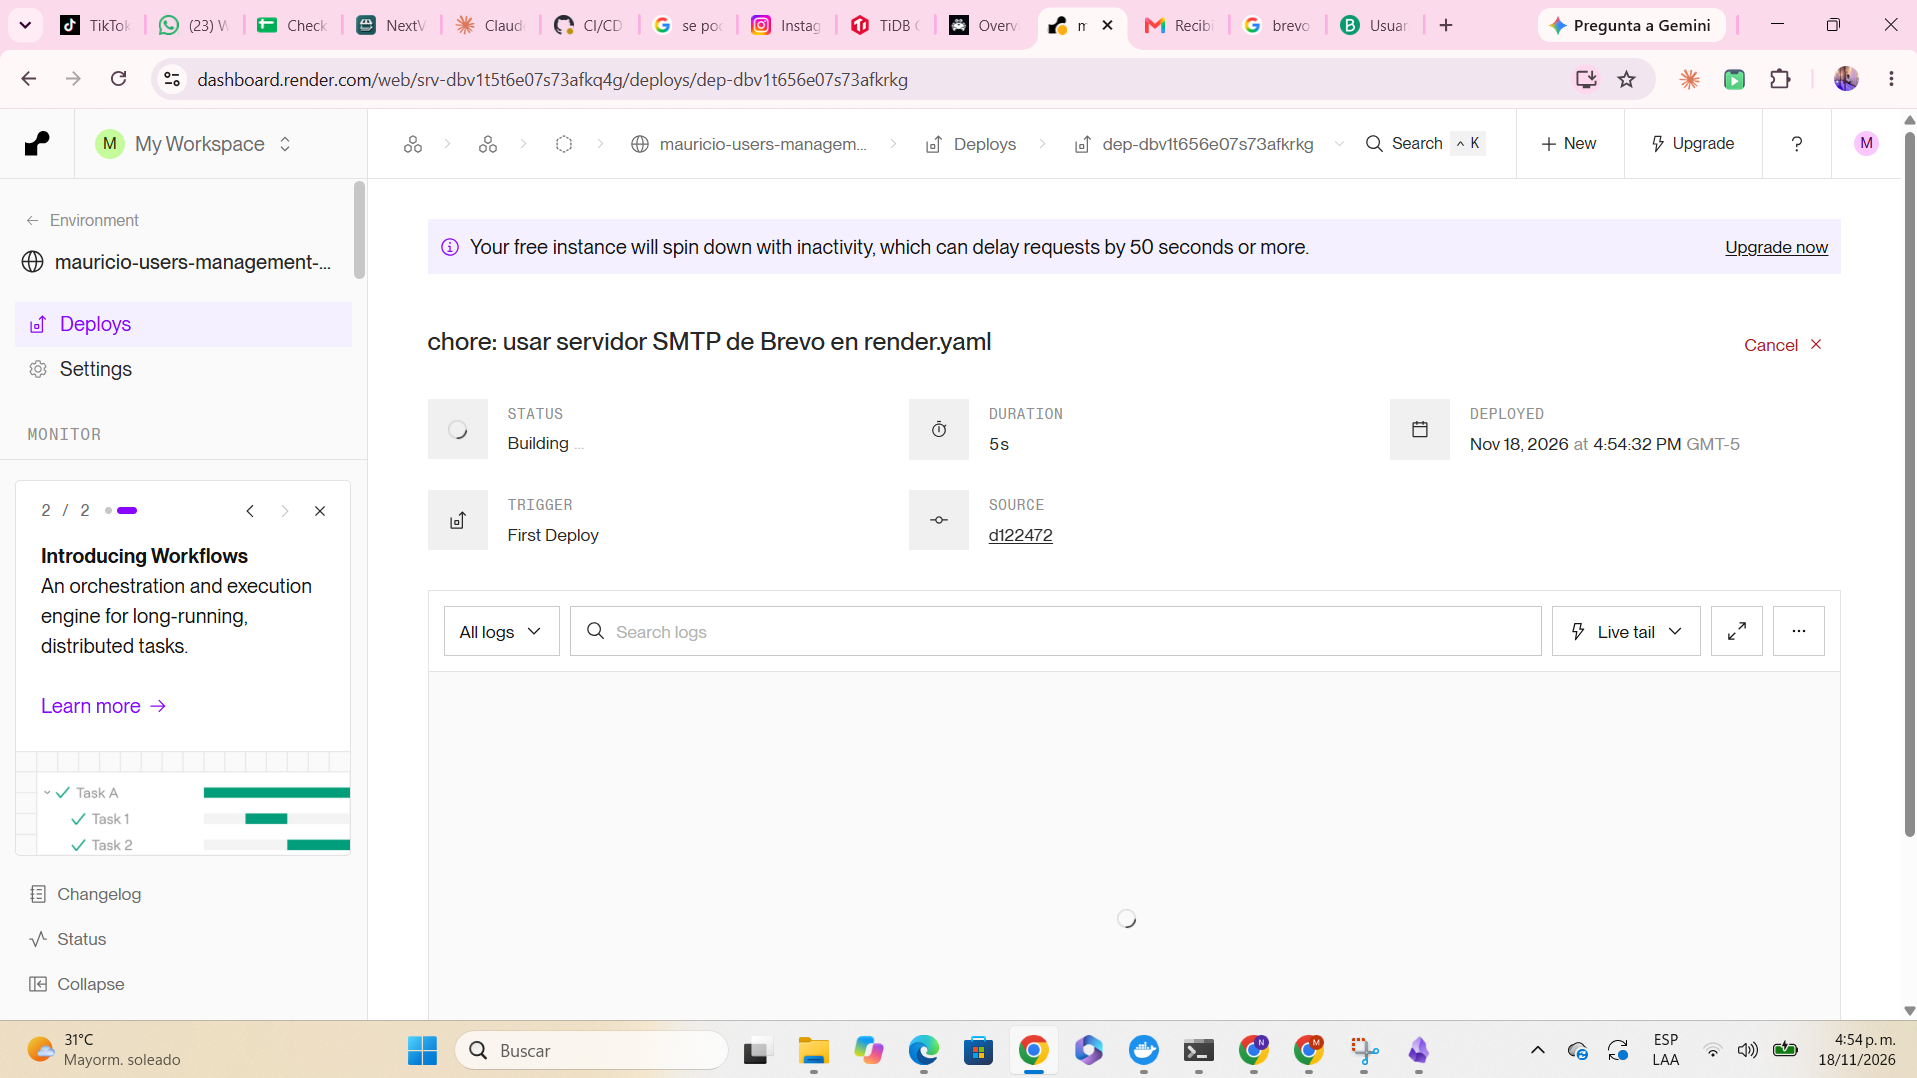 TikTok
(23) W
Check
NextV
Claud
CI/CD
se poc
Instag
TiDB C
Overv
m
Recibi
brevo
Usuar
Pregunta a Gemini
dashboard.render.com/web/srv-dbv1t5t6e07s73afkq4g/deploys/dep-dbv1t656e07s73afkrkg
M My Workspace
mauricio-users-managem...
Deploys
dep-dbv1t656e07s73afkrkg
Search ^ K
+ New
Upgrade
?
M
← Environment
mauricio-users-management-...
Deploys
Settings
MONITOR
2 / 2
Introducing Workflows
An orchestration and execution
engine for long-running,
distributed tasks.
Learn more →
Task A
Task 1
Task 2
Changelog
Status
Collapse
Your free instance will spin down with inactivity, which can delay requests by 50 seconds or more.
Upgrade now
chore: usar servidor SMTP de Brevo en render.yaml
Cancel ×
STATUS
Building ...
DURATION
5s
DEPLOYED
Nov 18, 2026 at 4:54:32 PM GMT-5
TRIGGER
First Deploy
SOURCE
d122472
All logs
Search logs
Live tail
31°C
Mayorm. soleado
Buscar
N
M
ESP
LAA
4:54 p. m.
18/11/2026